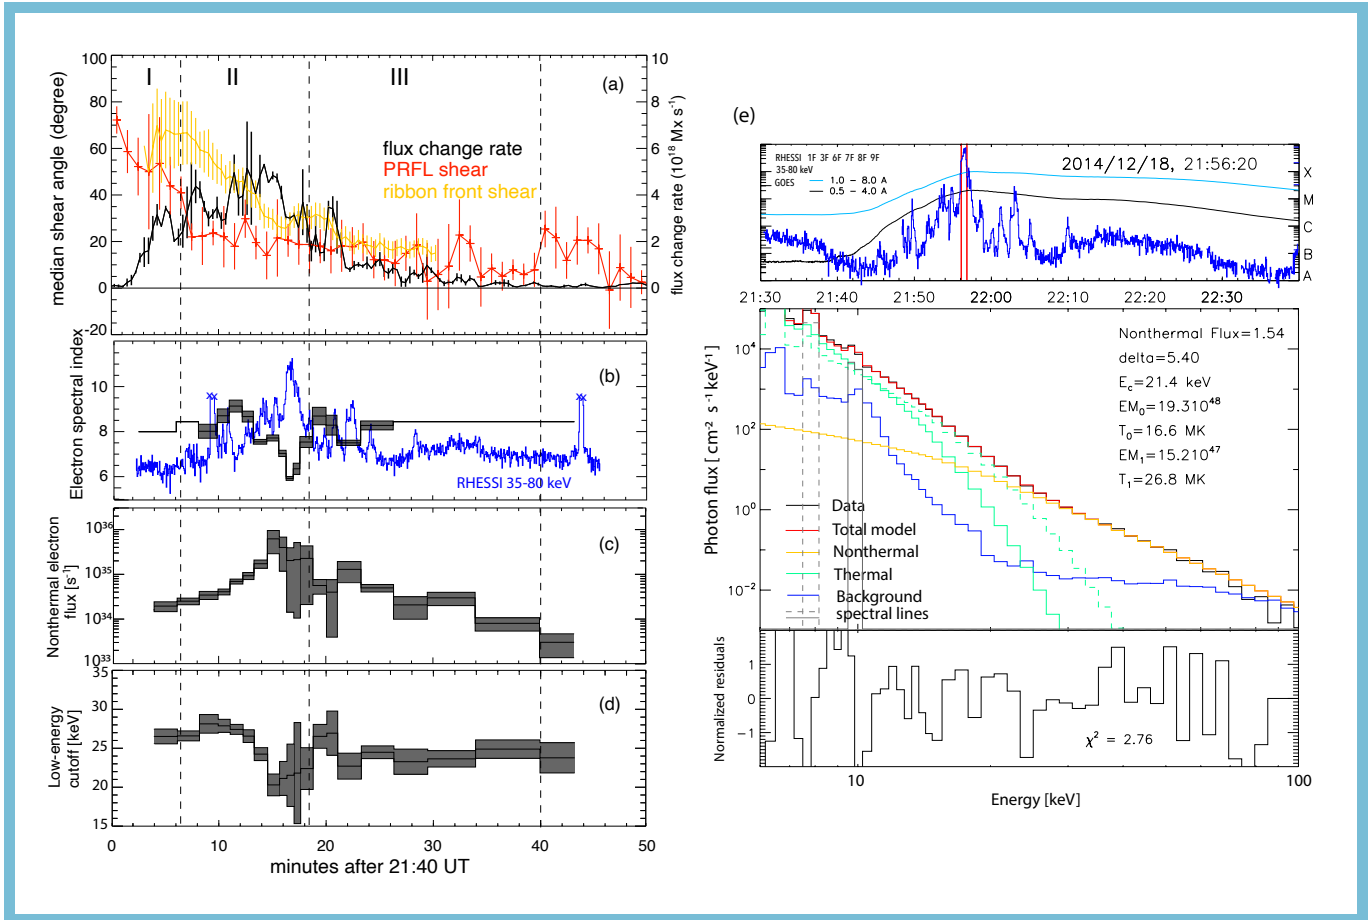 (a)
I II III
flux change rate
PRFL shear
ribbon front shear
median shear angle (degree)
100
80
60
40
20
0
-20
flux change rate (10¹⁸ Mx s⁻¹)
10
8
6
4
2
0
(b)
Electron spectral index
10
8
6
xx
xx
RHESSI 35-80 keV
(c)
Nonthermal electron
flux [s⁻¹]
10³⁶
10³⁵
10³⁴
10³³
(d)
Low-energy
cutoff [keV]
35
30
25
20
15
0 10 20 30 40 50
minutes after 21:40 UT
(e)
RHESSI 1F 3F 6F 7F 8F 9F
35-80 keV
GOES
1.0 – 8.0 A
0.5 – 4.0 A
2014/12/18, 21:56:20
X
M
C
B
A
21:30 21:40 21:50 22:00 22:10 22:20 22:30
Photon flux [ cm⁻² s⁻¹ keV⁻¹]
10⁴
10²
10⁰
10⁻²
Nonthermal Flux=1.54
delta=5.40
E_c=21.4 keV
EM₀=19.310⁴⁸
T₀=16.6 MK
EM₁=15.210⁴⁷
T₁=26.8 MK
Data
Total model
Nonthermal
Thermal
Background
spectral lines
Normalized residuals
1
0
−1
χ² = 2.76
10 100
Energy [keV]